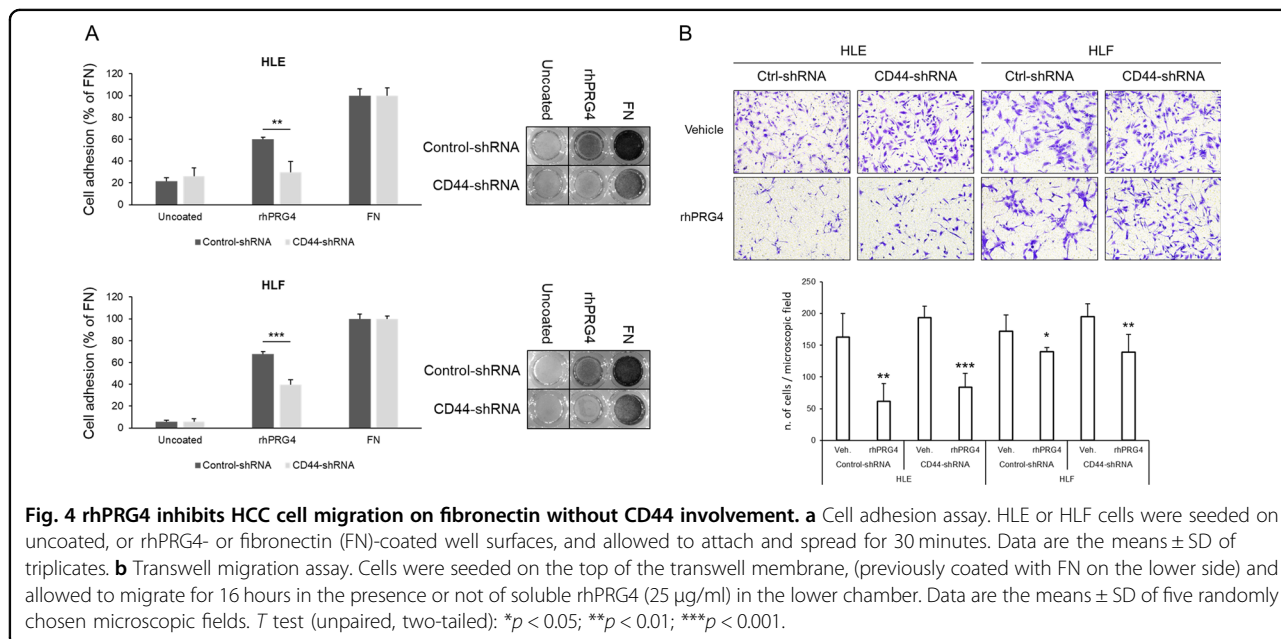 A
HLE
Cell adhesion (% of FN)
120
100
80
60
40
20
0
**
Uncoated
rhPRG4
FN
Control-shRNA
CD44-shRNA
Uncoated
rhPRG4
FN
Control-shRNA
CD44-shRNA
HLF
Cell adhesion (% of FN)
120
100
80
60
40
20
0
***
Uncoated
rhPRG4
FN
Control-shRNA
CD44-shRNA
Uncoated
rhPRG4
FN
Control-shRNA
CD44-shRNA
B
HLE
HLF
Ctrl-shRNA
CD44-shRNA
Ctrl-shRNA
CD44-shRNA
Vehicle
rhPRG4
n. of cells / microscopic field
250
200
150
100
50
0
**
***
*
**
Veh.
rhPRG4
Veh.
rhPRG4
Veh.
rhPRG4
Veh.
rhPRG4
Control-shRNA
CD44-shRNA
Control-shRNA
CD44-shRNA
HLE
HLF
Fig. 4 rhPRG4 inhibits HCC cell migration on fibronectin without CD44 involvement. a Cell adhesion assay. HLE or HLF cells were seeded on
uncoated, or rhPRG4- or fibronectin (FN)-coated well surfaces, and allowed to attach and spread for 30 minutes. Data are the means ± SD of
triplicates. b Transwell migration assay. Cells were seeded on the top of the transwell membrane, (previously coated with FN on the lower side) and
allowed to migrate for 16 hours in the presence or not of soluble rhPRG4 (25 µg/ml) in the lower chamber. Data are the means ± SD of five randomly
chosen microscopic fields. T test (unpaired, two-tailed): *p < 0.05; **p < 0.01; ***p < 0.001.